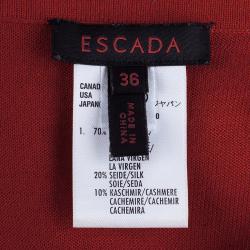 ESCADA
36
MADE IN
CHINA
CANAD
USA
JAPAN ジャパン
0
1. 70%
LANA VIRGEN
LA VIRGEN
20% SEIDE/SILK
SOIE/SEDA
10% KASCHMIR/CASHMERE
CACHEMIRE/CACHEMIR
CACHEMIRA